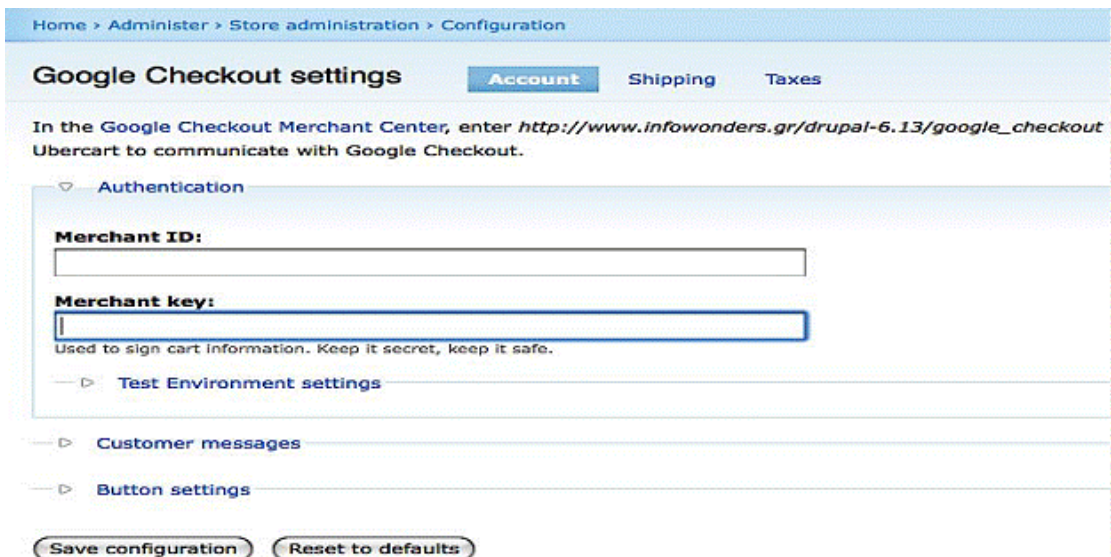 Home > Administer > Store administration > Configuration
Google Checkout settings Account Shipping Taxes
In the Google Checkout Merchant Center, enter http://www.infowonders.gr/drupal-6.13/google_checkout
Ubercart to communicate with Google Checkout.
Authentication
Merchant ID:
Merchant key:
Used to sign cart information. Keep it secret, keep it safe.
Test Environment settings
Customer messages
Button settings
Save configuration Reset to defaults